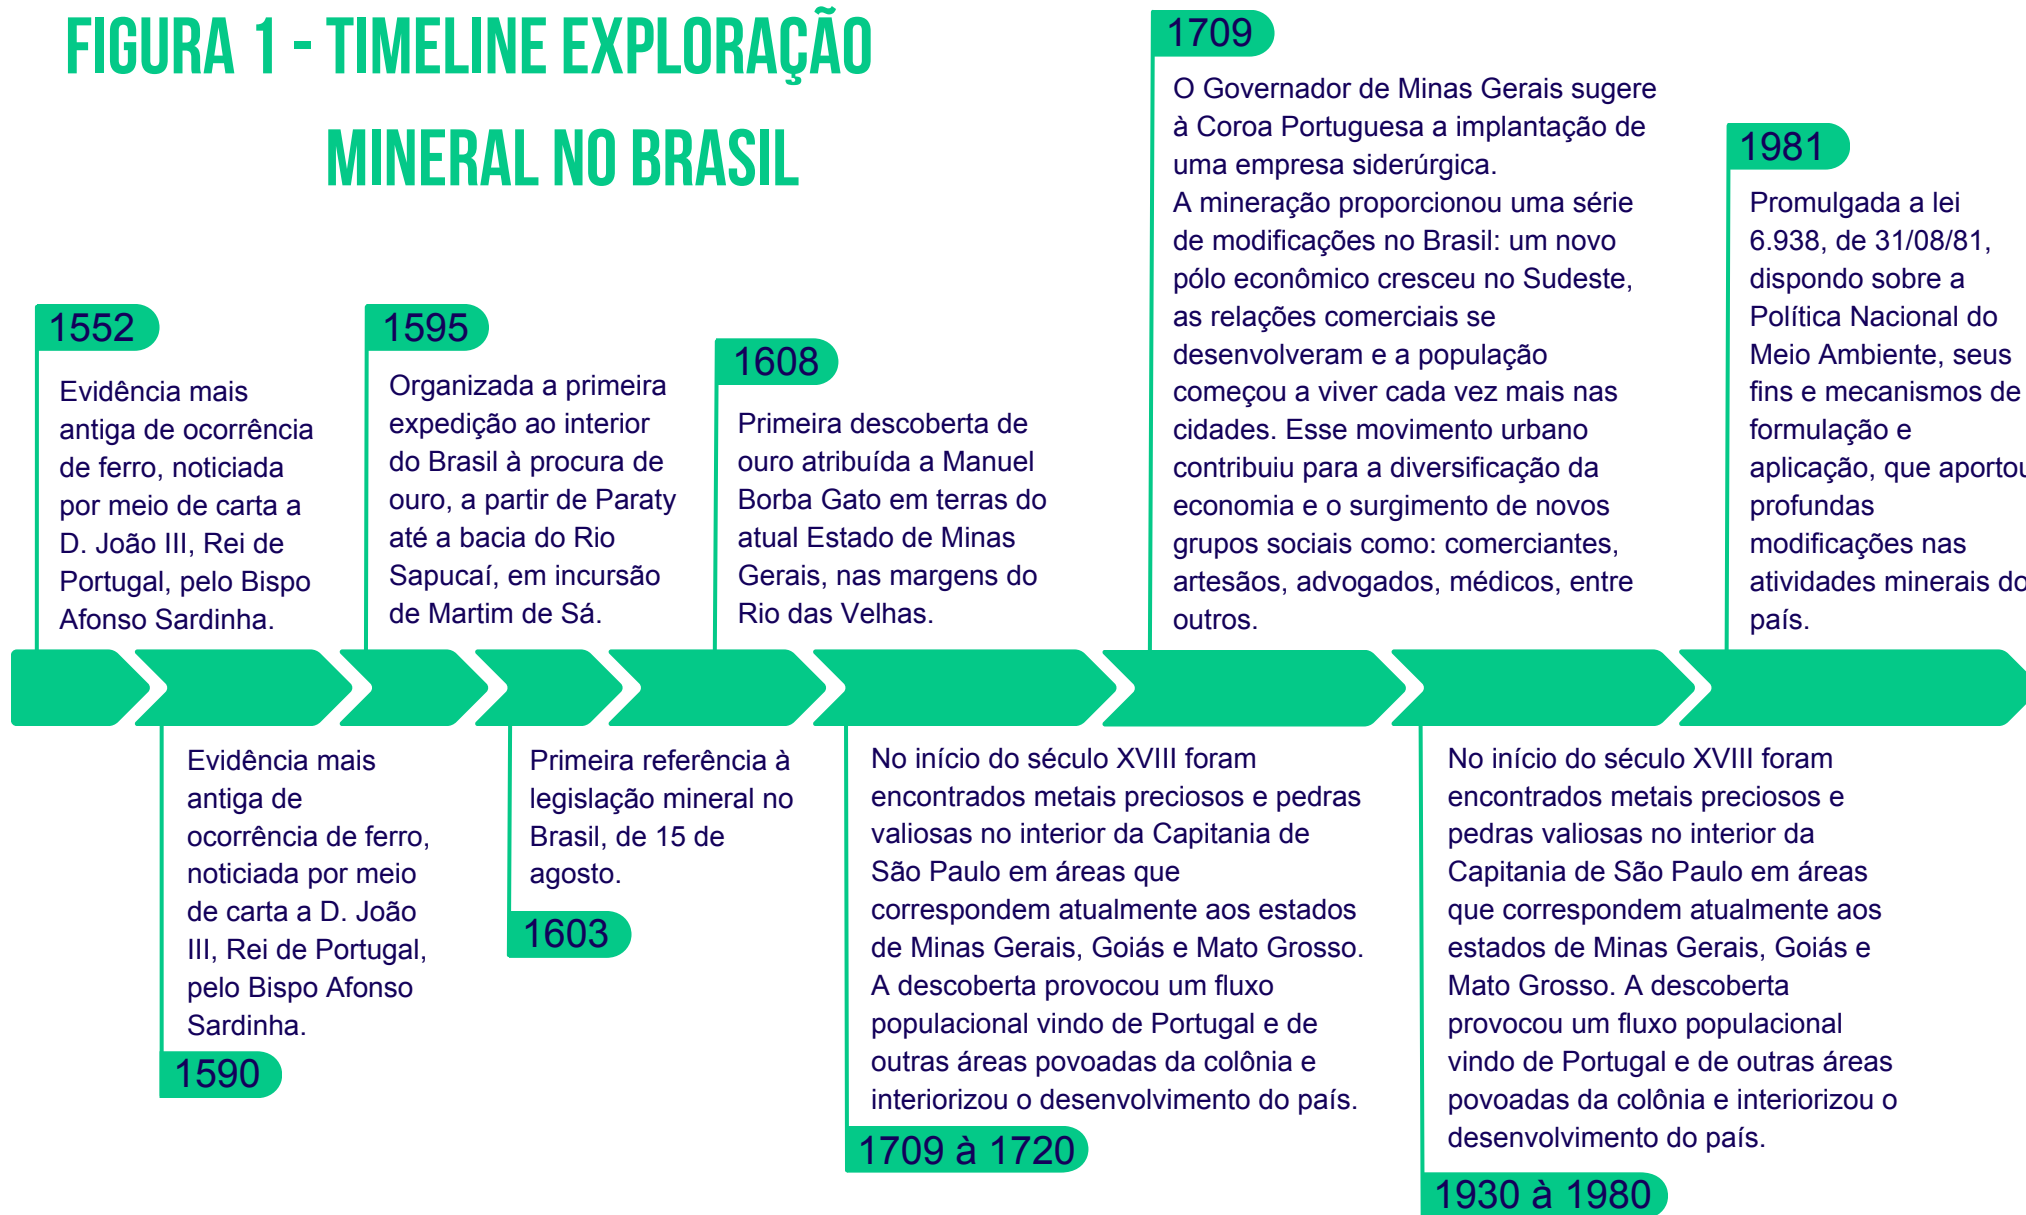 FIGURA 1 - TIMELINE EXPLORAÇÃO
MINERAL NO BRASIL
1552
Evidência mais
antiga de ocorrência
de ferro, noticiada
por meio de carta a
D. João III, Rei de
Portugal, pelo Bispo
Afonso Sardinha.
Evidência mais
antiga de
ocorrência de ferro,
noticiada por meio
de carta a D. João
III, Rei de Portugal,
pelo Bispo Afonso
Sardinha.
1590
1595
Organizada a primeira
expedição ao interior
do Brasil à procura de
ouro, a partir de Paraty
até a bacia do Rio
Sapucaí, em incursão
de Martim de Sá.
Primeira referência à
legislação mineral no
Brasil, de 15 de
agosto.
1603
1608
Primeira descoberta de
ouro atribuída a Manuel
Borba Gato em terras do
atual Estado de Minas
Gerais, nas margens do
Rio das Velhas.
No início do século XVIII foram
encontrados metais preciosos e pedras
valiosas no interior da Capitania de
São Paulo em áreas que
correspondem atualmente aos estados
de Minas Gerais, Goiás e Mato Grosso.
A descoberta provocou um fluxo
populacional vindo de Portugal e de
outras áreas povoadas da colônia e
interiorizou o desenvolvimento do país.
1709 à 1720
1709
O Governador de Minas Gerais sugere
à Coroa Portuguesa a implantação de
uma empresa siderúrgica.
A mineração proporcionou uma série
de modificações no Brasil: um novo
pólo econômico cresceu no Sudeste,
as relações comerciais se
desenvolveram e a população
começou a viver cada vez mais nas
cidades. Esse movimento urbano
contribuiu para a diversificação da
economia e o surgimento de novos
grupos sociais como: comerciantes,
artesãos, advogados, médicos, entre
outros.
No início do século XVIII foram
encontrados metais preciosos e
pedras valiosas no interior da
Capitania de São Paulo em áreas
que correspondem atualmente aos
estados de Minas Gerais, Goiás e
Mato Grosso. A descoberta
provocou um fluxo populacional
vindo de Portugal e de outras áreas
povoadas da colônia e interiorizou o
desenvolvimento do país.
1930 à 1980
1981
Promulgada a lei
6.938, de 31/08/81,
dispondo sobre a
Política Nacional do
Meio Ambiente, seus
fins e mecanismos de
formulação e
aplicação, que aportou
profundas
modificações nas
atividades minerais do
país.